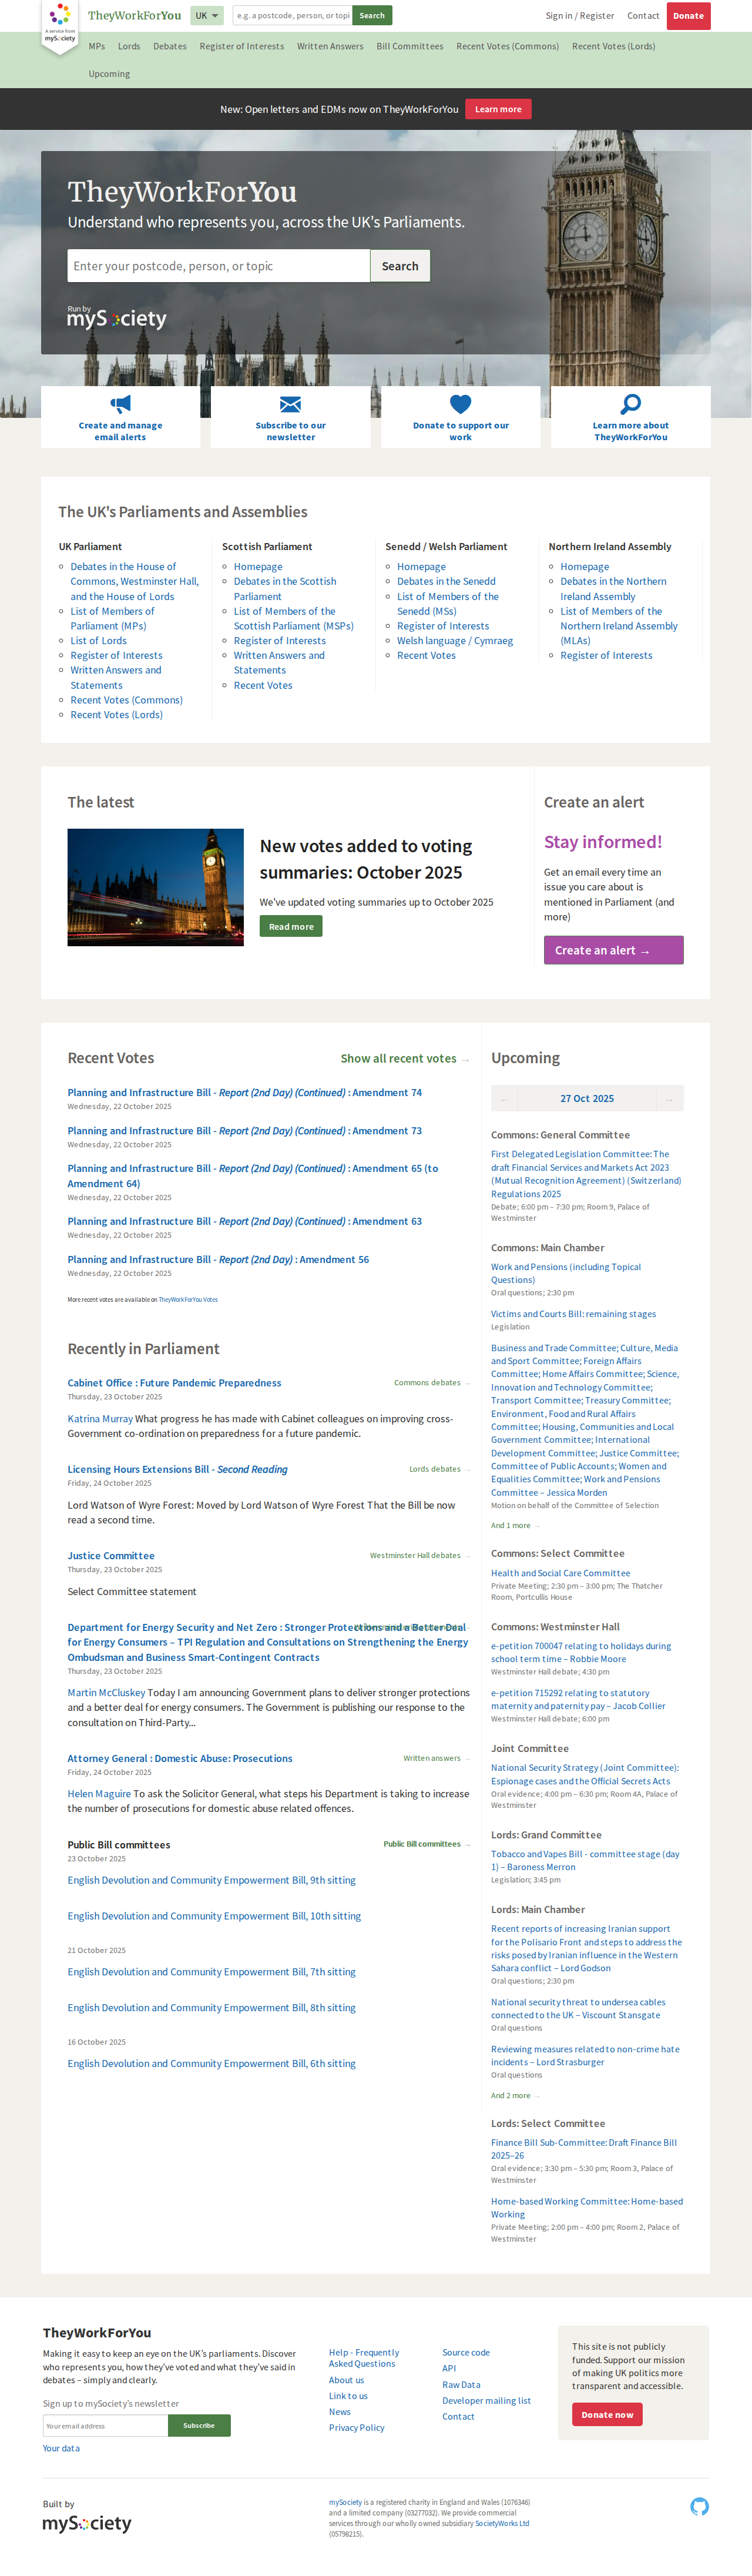 A service from
mySociety
TheyWorkForYou
UK
e.g. a postcode, person, or topi
Search
Sign in / Register
Contact
Donate
MPs
Lords
Debates
Register of Interests
Written Answers
Bill Committees
Recent Votes (Commons)
Recent Votes (Lords)
Upcoming
New: Open letters and EDMs now on TheyWorkForYou
Learn more
TheyWorkForYou
Understand who represents you, across the UK's Parliaments.
Enter your postcode, person, or topic
Search
Run by
mySociety
Create and manage
email alerts
Subscribe to our
newsletter
Donate to support our
work
Learn more about
TheyWorkForYou
The UK's Parliaments and Assemblies
UK Parliament
Debates in the House of
Commons, Westminster Hall,
and the House of Lords
List of Members of
Parliament (MPs)
List of Lords
Register of Interests
Written Answers and
Statements
Recent Votes (Commons)
Recent Votes (Lords)
Scottish Parliament
Homepage
Debates in the Scottish
Parliament
List of Members of the
Scottish Parliament (MSPs)
Register of Interests
Written Answers and
Statements
Recent Votes
Senedd / Welsh Parliament
Homepage
Debates in the Senedd
List of Members of the
Senedd (MSs)
Register of Interests
Welsh language / Cymraeg
Recent Votes
Northern Ireland Assembly
Homepage
Debates in the Northern
Ireland Assembly
List of Members of the
Northern Ireland Assembly
(MLAs)
Register of Interests
The latest
New votes added to voting
summaries: October 2025
We've updated voting summaries up to October 2025
Read more
Create an alert
Stay informed!
Get an email every time an
issue you care about is
mentioned in Parliament (and
more)
Create an alert →
Recent Votes
Show all recent votes →
Planning and Infrastructure Bill - Report (2nd Day) (Continued) : Amendment 74
Wednesday, 22 October 2025
Planning and Infrastructure Bill - Report (2nd Day) (Continued) : Amendment 73
Wednesday, 22 October 2025
Planning and Infrastructure Bill - Report (2nd Day) (Continued) : Amendment 65 (to
Amendment 64)
Wednesday, 22 October 2025
Planning and Infrastructure Bill - Report (2nd Day) (Continued) : Amendment 63
Wednesday, 22 October 2025
Planning and Infrastructure Bill - Report (2nd Day) : Amendment 56
Wednesday, 22 October 2025
More recent votes are available on TheyWorkForYou Votes
Recently in Parliament
Cabinet Office : Future Pandemic Preparedness
Commons debates →
Thursday, 23 October 2025
Katrina Murray What progress he has made with Cabinet colleagues on improving cross-
Government co-ordination on preparedness for a future pandemic.
Licensing Hours Extensions Bill - Second Reading
Lords debates →
Friday, 24 October 2025
Lord Watson of Wyre Forest: Moved by Lord Watson of Wyre Forest That the Bill be now
read a second time.
Justice Committee
Westminster Hall debates →
Thursday, 23 October 2025
Select Committee statement
Department for Energy Security and Net Zero : Stronger Protections and a Better Deal
for Energy Consumers – TPI Regulation and Consultations on Strengthening the Energy
Ombudsman and Business Smart-Contingent Contracts
Thursday, 23 October 2025
Martin McCluskey Today I am announcing Government plans to deliver stronger protections
and a better deal for energy consumers. The Government is publishing our response to the
consultation on Third-Party...
Attorney General : Domestic Abuse: Prosecutions
Written answers →
Friday, 24 October 2025
Helen Maguire To ask the Solicitor General, what steps his Department is taking to increase
the number of prosecutions for domestic abuse related offences.
Public Bill committees
Public Bill committees →
23 October 2025
English Devolution and Community Empowerment Bill, 9th sitting
English Devolution and Community Empowerment Bill, 10th sitting
21 October 2025
English Devolution and Community Empowerment Bill, 7th sitting
English Devolution and Community Empowerment Bill, 8th sitting
16 October 2025
English Devolution and Community Empowerment Bill, 6th sitting
Upcoming
← 27 Oct 2025 →
Commons: General Committee
First Delegated Legislation Committee: The
draft Financial Services and Markets Act 2023
(Mutual Recognition Agreement) (Switzerland)
Regulations 2025
Debate; 6:00 pm – 7:30 pm; Room 9, Palace of
Westminster
Commons: Main Chamber
Work and Pensions (including Topical
Questions)
Oral questions; 2:30 pm
Victims and Courts Bill: remaining stages
Legislation
Business and Trade Committee; Culture, Media
and Sport Committee; Foreign Affairs
Committee; Home Affairs Committee; Science,
Innovation and Technology Committee;
Transport Committee; Treasury Committee;
Environment, Food and Rural Affairs
Committee; Housing, Communities and Local
Government Committee; International
Development Committee; Justice Committee;
Committee of Public Accounts; Women and
Equalities Committee; Work and Pensions
Committee – Jessica Morden
Motion on behalf of the Committee of Selection
And 1 more →
Commons: Select Committee
Health and Social Care Committee
Private Meeting; 2:30 pm – 3:00 pm; The Thatcher
Room, Portcullis House
Commons: Westminster Hall
e-petition 700047 relating to holidays during
school term time – Robbie Moore
Westminster Hall debate; 4:30 pm
e-petition 715292 relating to statutory
maternity and paternity pay – Jacob Collier
Westminster Hall debate; 6:00 pm
Joint Committee
National Security Strategy (Joint Committee):
Espionage cases and the Official Secrets Acts
Oral evidence; 4:00 pm – 6:30 pm; Room 4A, Palace of
Westminster
Lords: Grand Committee
Tobacco and Vapes Bill - committee stage (day
1) – Baroness Merron
Legislation; 3:45 pm
Lords: Main Chamber
Recent reports of increasing Iranian support
for the Polisario Front and steps to address the
risks posed by Iranian influence in the Western
Sahara conflict – Lord Godson
Oral questions; 2:30 pm
National security threat to undersea cables
connected to the UK – Viscount Stansgate
Oral questions
Reviewing measures related to non-crime hate
incidents – Lord Strasburger
Oral questions
And 2 more →
Lords: Select Committee
Finance Bill Sub-Committee: Draft Finance Bill
2025–26
Oral evidence; 3:30 pm – 5:30 pm; Room 3, Palace of
Westminster
Home-based Working Committee: Home-based
Working
Private Meeting; 2:00 pm – 4:00 pm; Room 2, Palace of
Westminster
TheyWorkForYou
Making it easy to keep an eye on the UK's parliaments. Discover
who represents you, how they've voted and what they've said in
debates – simply and clearly.
Sign up to mySociety's newsletter
Your email address
Subscribe
Your data
Help - Frequently
Asked Questions
About us
Link to us
News
Privacy Policy
Source code
API
Raw Data
Developer mailing list
Contact
This site is not publicly
funded. Support our mission
of making UK politics more
transparent and accessible.
Donate now
Built by
mySociety
mySociety is a registered charity in England and Wales (1076346)
and a limited company (03277032). We provide commercial
services through our wholly owned subsidiary SocietyWorks Ltd
(05798215).